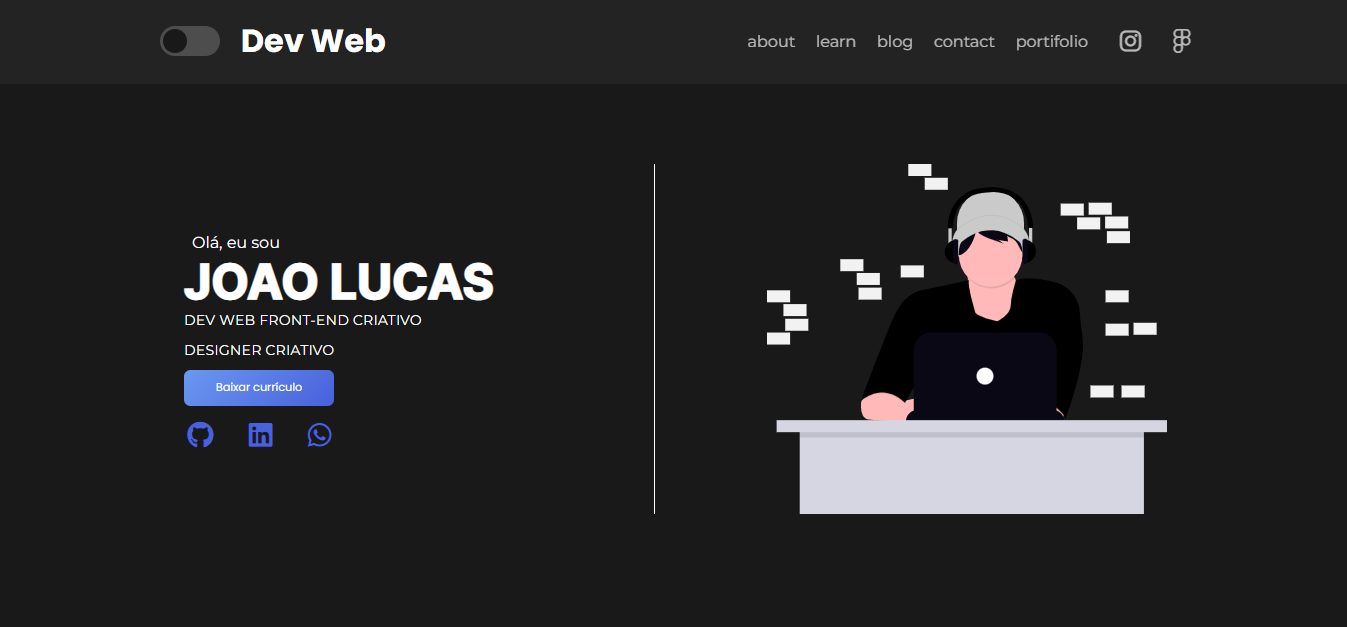 Dev Web
about learn blog contact portifolio
Olá, eu sou
JOAO LUCAS
DEV WEB FRONT-END CRIATIVO
DESIGNER CRIATIVO
Baixar currículo